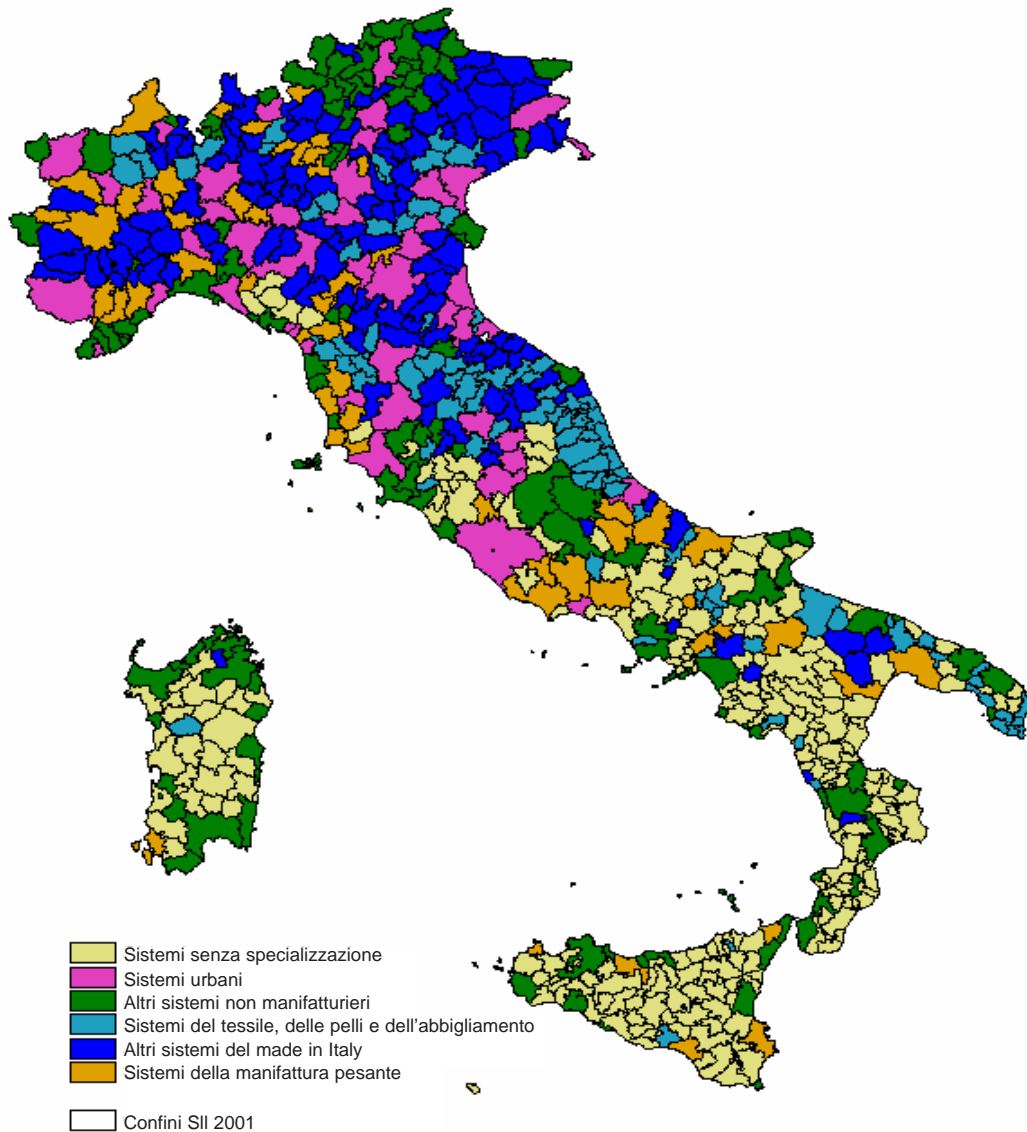 Sistemi senza specializzazione
Sistemi urbani
Altri sistemi non manifatturieri
Sistemi del tessile, delle pelli e dell'abbigliamento
Altri sistemi del made in Italy
Sistemi della manifattura pesante
Confini Sll 2001